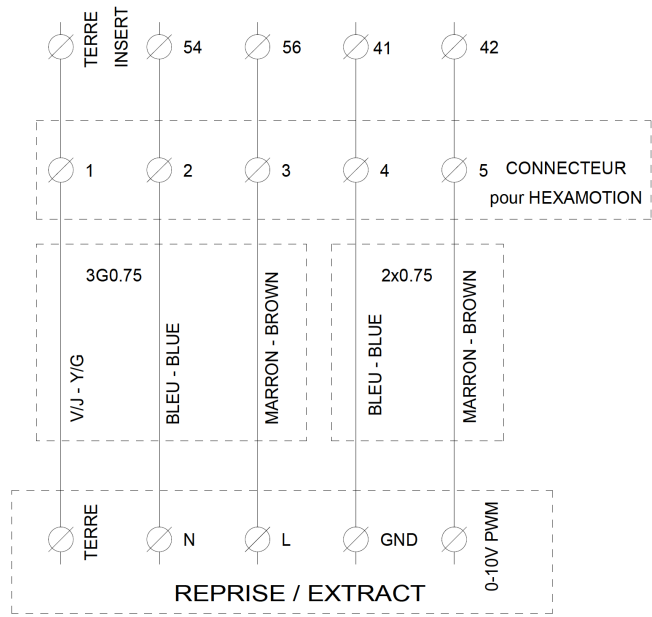 TERRE
INSERT
54
56
41
42
1
2
3
4
5
CONNECTEUR
pour HEXAMOTION
3G0.75
2x0.75
V/J - Y/G
BLEU - BLUE
MARRON - BROWN
BLEU - BLUE
MARRON - BROWN
TERRE
N
L
GND
0-10V PWM
REPRISE / EXTRACT